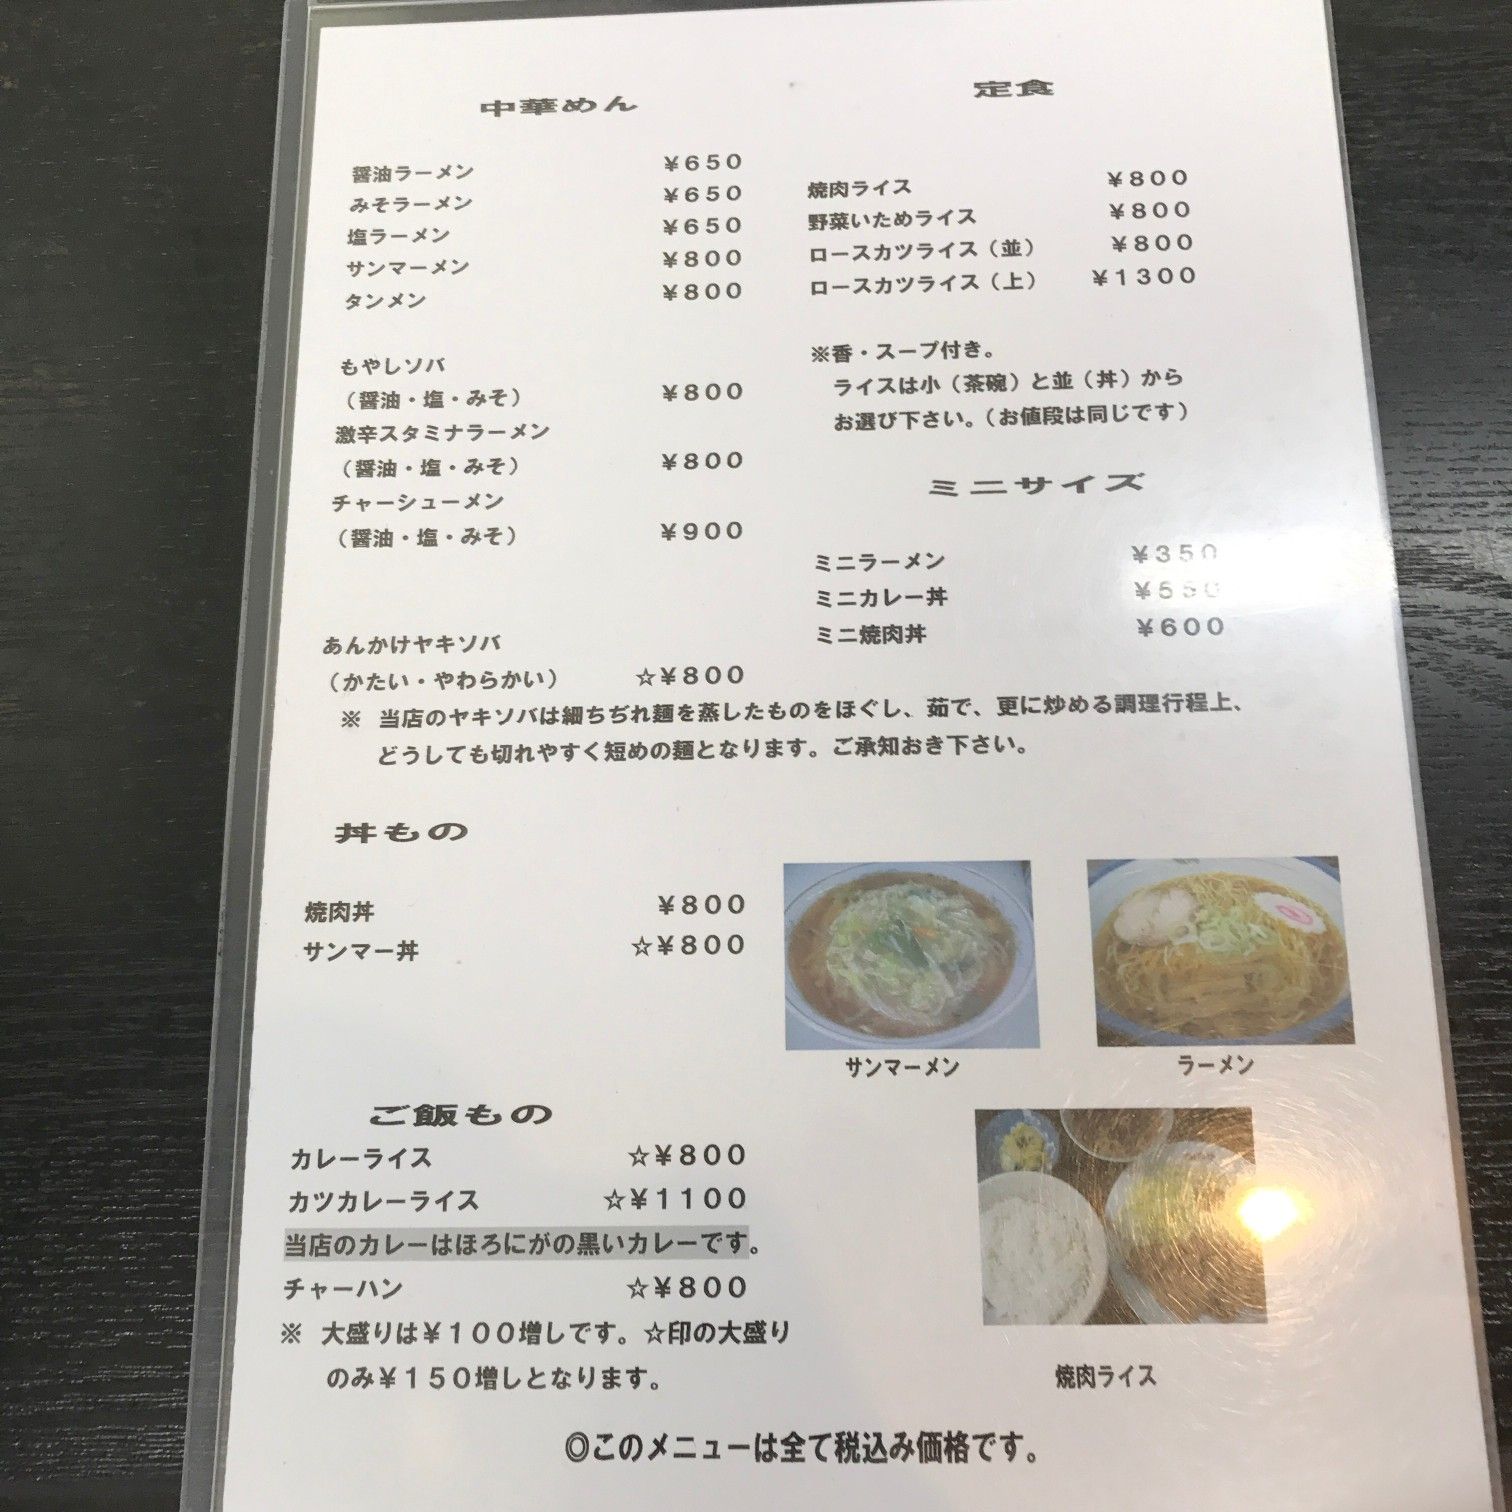 中華めん
醤油ラーメン ¥650
みそラーメン ¥650
塩ラーメン ¥650
サンマーメン ¥800
タンメン ¥800
もやしソバ
（醤油・塩・みそ） ¥800
激辛スタミナラーメン
（醤油・塩・みそ） ¥800
チャーシューメン
（醤油・塩・みそ） ¥900
あんかけヤキソバ
（かたい・やわらかい） ☆¥800
定食
焼肉ライス ¥800
野菜いためライス ¥800
ロースカツライス（並） ¥800
ロースカツライス（上） ¥1300
※香・スープ付き。
ライスは小（茶碗）と並（丼）から
お選び下さい。（お値段は同じです）
ミニサイズ
ミニラーメン ¥350
ミニカレー丼 ¥550
ミニ焼肉丼 ¥600
※ 当店のヤキソバは細ちぢれ麺を蒸したものをほぐし、茹で、更に炒める調理行程上、
どうしても切れやすく短めの麺となります。ご承知おき下さい。
丼もの
焼肉丼 ¥800
サンマー丼 ☆¥800
サンマーメン
ラーメン
ご飯もの
カレーライス ☆¥800
カツカレーライス ☆¥1100
当店のカレーはほろにがの黒いカレーです。
チャーハン ☆¥800
※ 大盛りは¥100増しです。☆印の大盛り
のみ¥150増しとなります。
焼肉ライス
◎このメニューは全て税込み価格です。